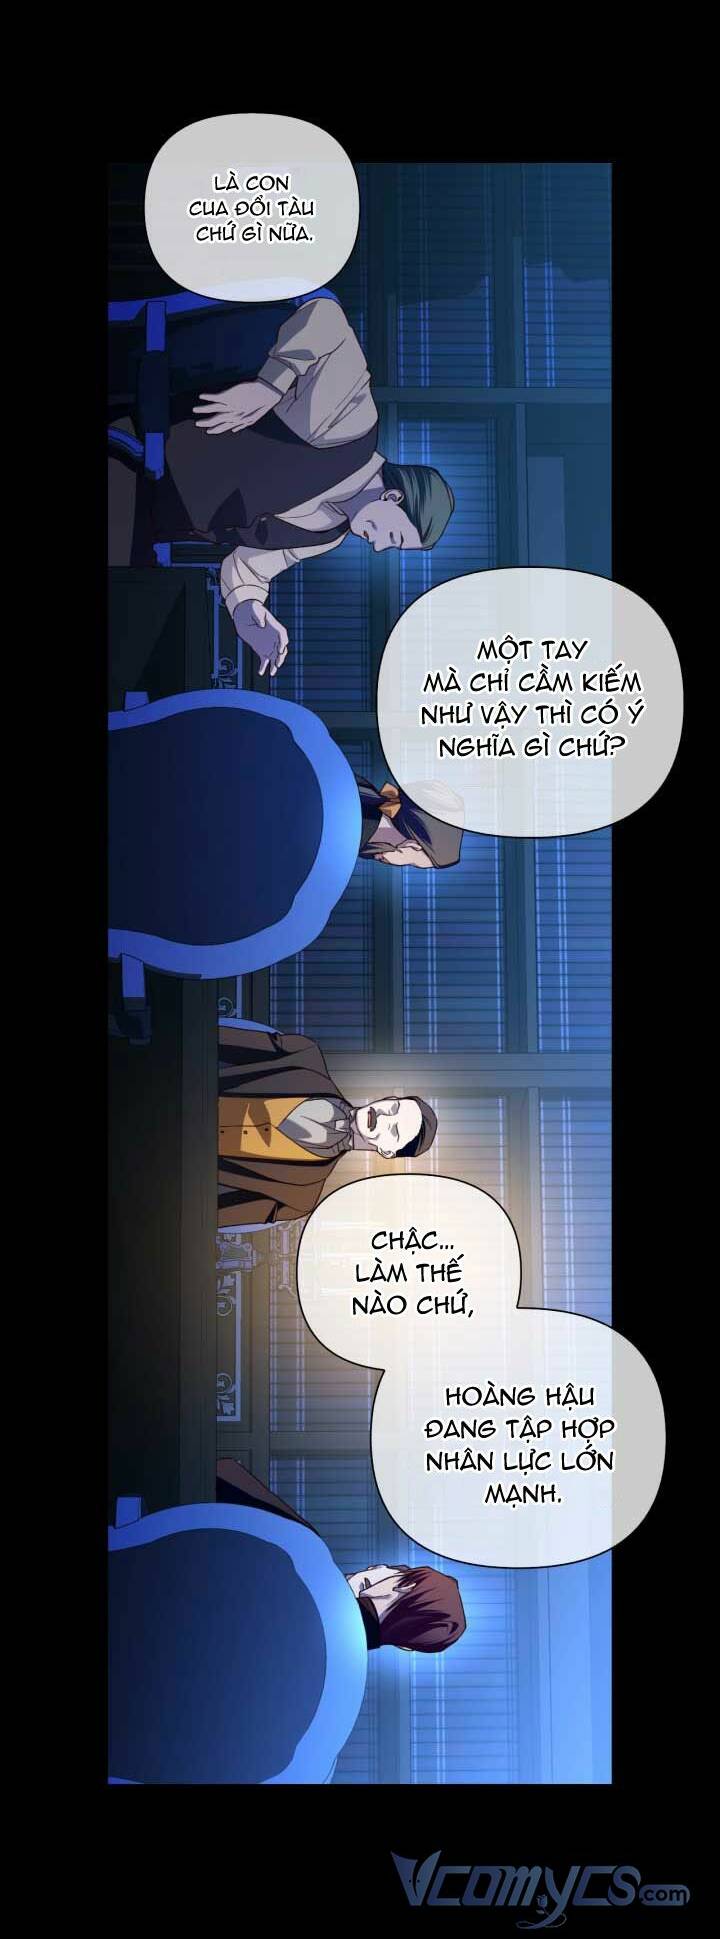 LÀ CON
CUA ĐỔI TÀU
CHỨ GÌ NỮA.
MỘT TAY
MÀ CHỈ CẦM KIẾM
NHƯ VẬY THÌ CÓ Ý
NGHĨA GÌ CHỨ?
CHẬC...
LÀM THẾ
NÀO CHỨ,
HOÀNG HẬU
ĐANG TẬP HỢP
NHÂN LỰC LỚN
MẠNH.
VCOMYCS.com